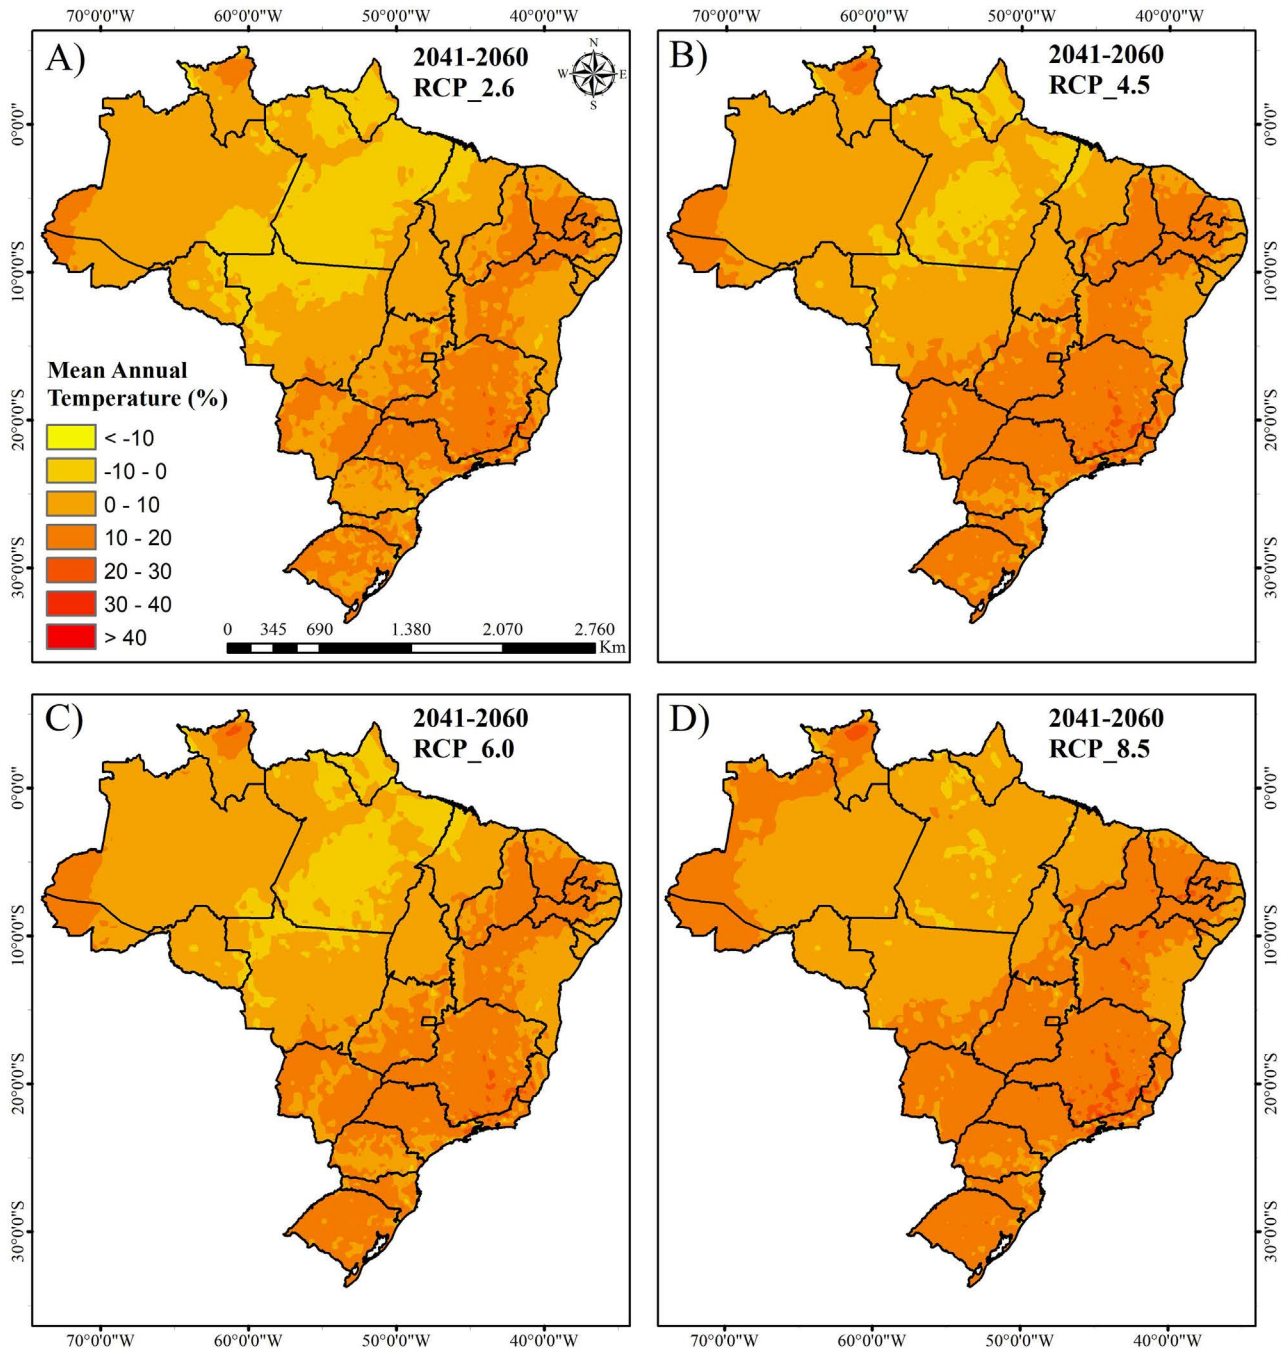 70°0'0"W 60°0'0"W 50°0'0"W 40°0'0"W 70°0'0"W 60°0'0"W 50°0'0"W 40°0'0"W
A)
2041-2060
RCP_2.6
N
W E
S
B)
2041-2060
RCP_4.5
0°0'0"
10°0'0"S
20°0'0"S
30°0'0"S
0°0'0"
10°0'0"S
20°0'0"S
30°0'0"S
Mean Annual
Temperature (%)
< -10
-10 - 0
0 - 10
10 - 20
20 - 30
30 - 40
> 40
0 345 690 1.380 2.070 2.760
Km
C)
2041-2060
RCP_6.0
D)
2041-2060
RCP_8.5
0°0'0"
10°0'0"S
20°0'0"S
30°0'0"S
0°0'0"
10°0'0"S
20°0'0"S
30°0'0"S
70°0'0"W 60°0'0"W 50°0'0"W 40°0'0"W 70°0'0"W 60°0'0"W 50°0'0"W 40°0'0"W